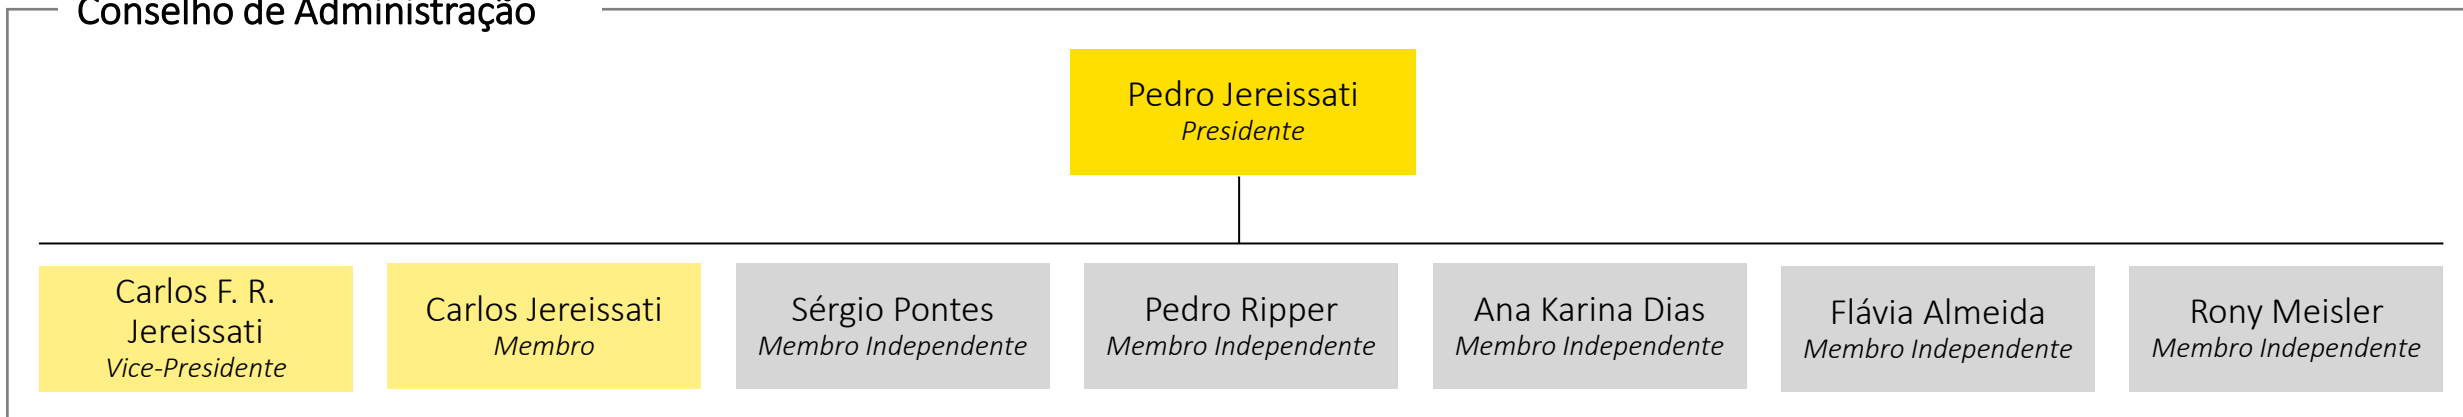 Conselho de Administração
Pedro Jereissati
Presidente
Carlos F. R.
Jereissati
Vice-Presidente
Carlos Jereissati
Membro
Sérgio Pontes
Membro Independente
Pedro Ripper
Membro Independente
Ana Karina Dias
Membro Independente
Flávia Almeida
Membro Independente
Rony Meisler
Membro Independente